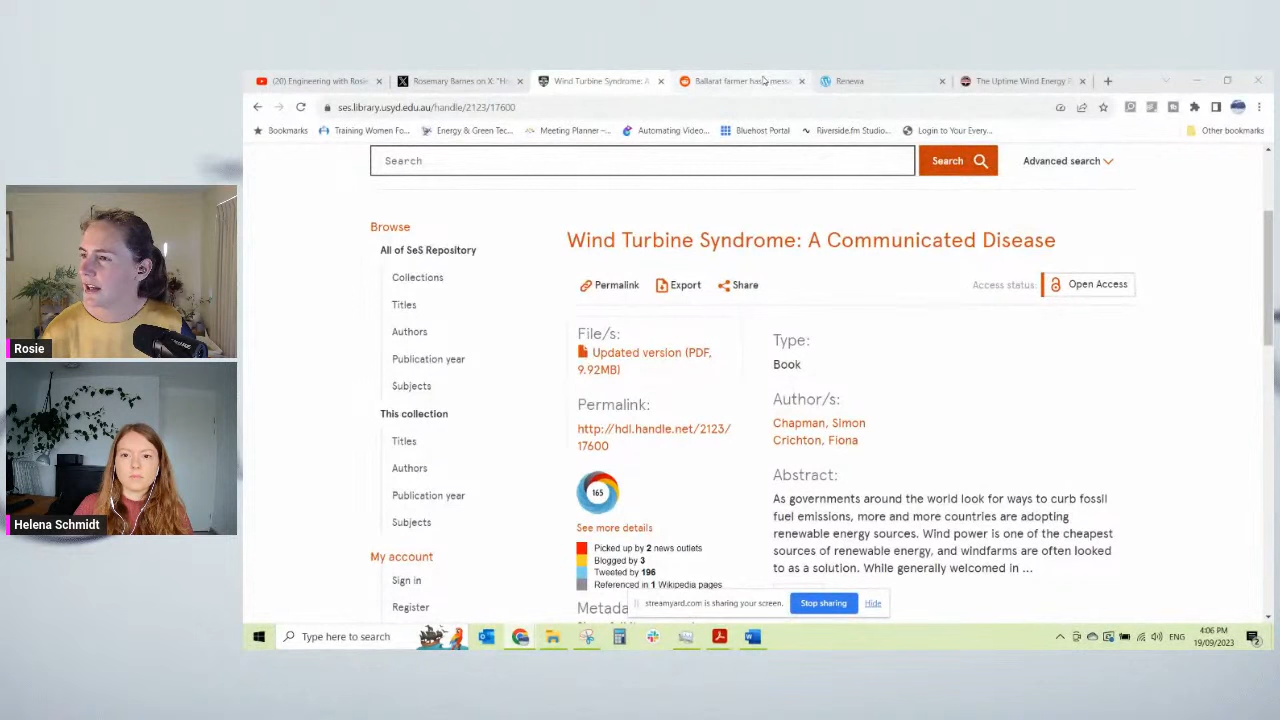 (20) Engineering with Rosie
Rosemary Barnes on X: "H
Wind Turbine Syndrome: A
Ballarat farmer has mess
Renewa
The Uptime Wind Energy P
ses.library.usyd.edu.au/handle/2123/17600
Bookmarks
Training Women Fo...
Energy & Green Tec...
Meeting Planner –...
Automating Video...
Bluehost Portal
Riverside.fm Studio...
Login to Your Every...
Other bookmarks
Search
Search
Advanced search
Browse
All of SeS Repository
Collections
Titles
Authors
Publication year
Subjects
This collection
Titles
Authors
Publication year
Subjects
My account
Sign in
Register
Wind Turbine Syndrome: A Communicated Disease
Permalink
Export
Share
Access status:
Open Access
File/s:
Updated version (PDF,
9.92MB)
Permalink:
http://hdl.handle.net/2123/
17600
165
See more details
Picked up by 2 news outlets
Blogged by 3
Tweeted by 196
Referenced in 1 Wikipedia pages
Metada
Type:
Book
Author/s:
Chapman, Simon
Crichton, Fiona
Abstract:
As governments around the world look for ways to curb fossil
fuel emissions, more and more countries are adopting
renewable energy sources. Wind power is one of the cheapest
sources of renewable energy, and windfarms are often looked
to as a solution. While generally welcomed in ...
streamyard.com is sharing your screen.
Stop sharing
Hide
Type here to search
ENG
4:06 PM
19/09/2023
2
Rosie
Helena Schmidt